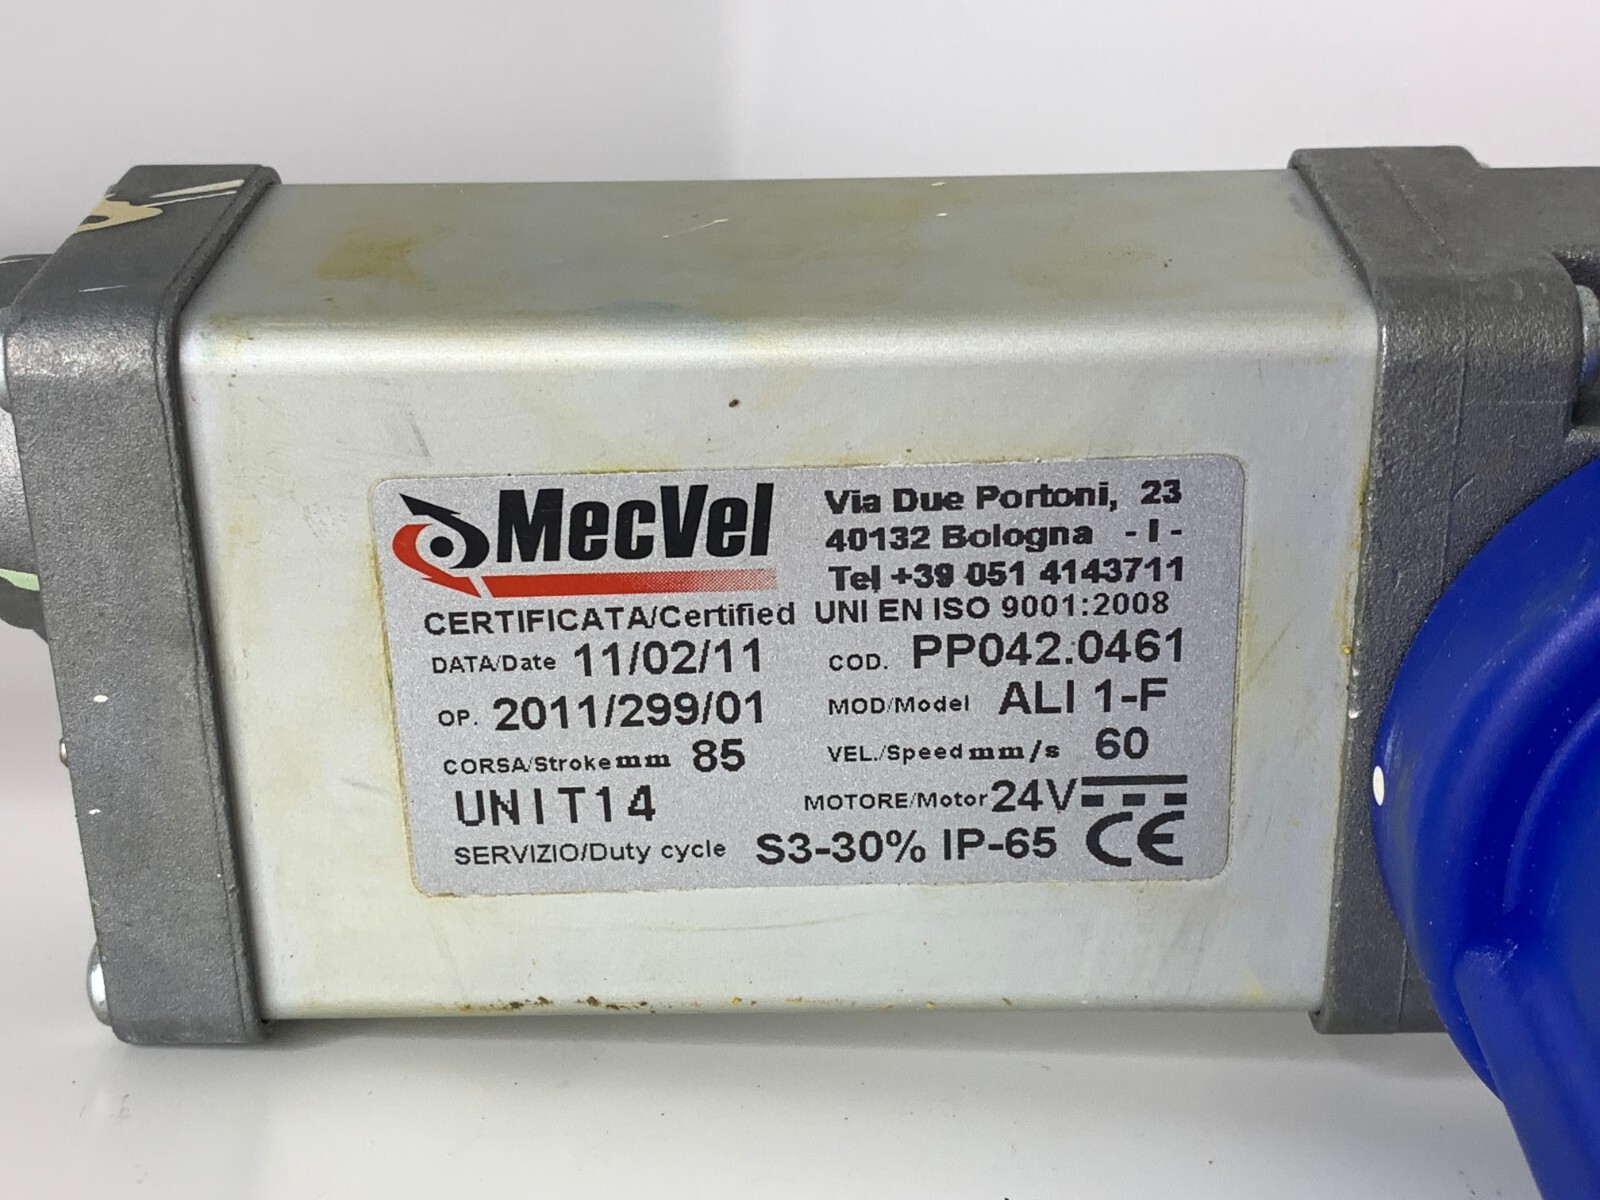 MecVel
Via Due Portoni, 23
40132 Bologna - I -
Tel +39 051 4143711
CERTIFICATA/Certified UNI EN ISO 9001:2008
DATA/Date 11/02/11 COD. PP042.0461
OP. 2011/299/01 MOD/Model ALI 1-F
CORSA/Stroke mm 85 VEL./Speed mm/s 60
UNIT14 MOTORE/Motor 24V
SERVIZIO/Duty cycle S3-30% IP-65 CE